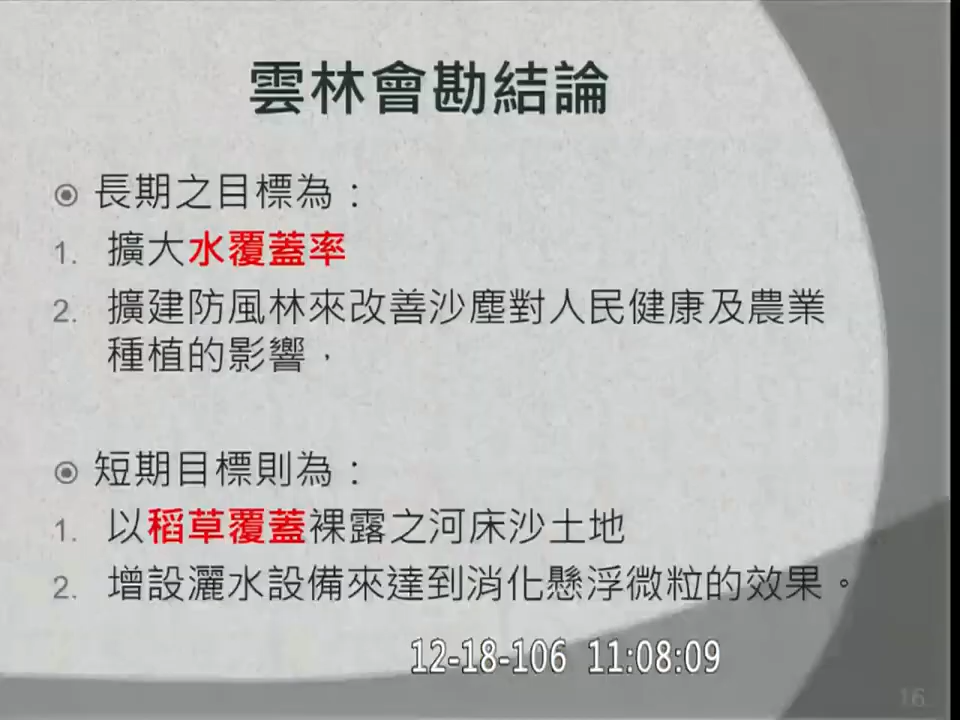 雲林會勘結論
長期之目標為：
1. 擴大水覆蓋率
2. 擴建防風林來改善沙塵對人民健康及農業
種植的影響，
短期目標則為：
1. 以稻草覆蓋裸露之河床沙土地
2. 增設灑水設備來達到消化懸浮微粒的效果。
12-18-106 11:08:09
16